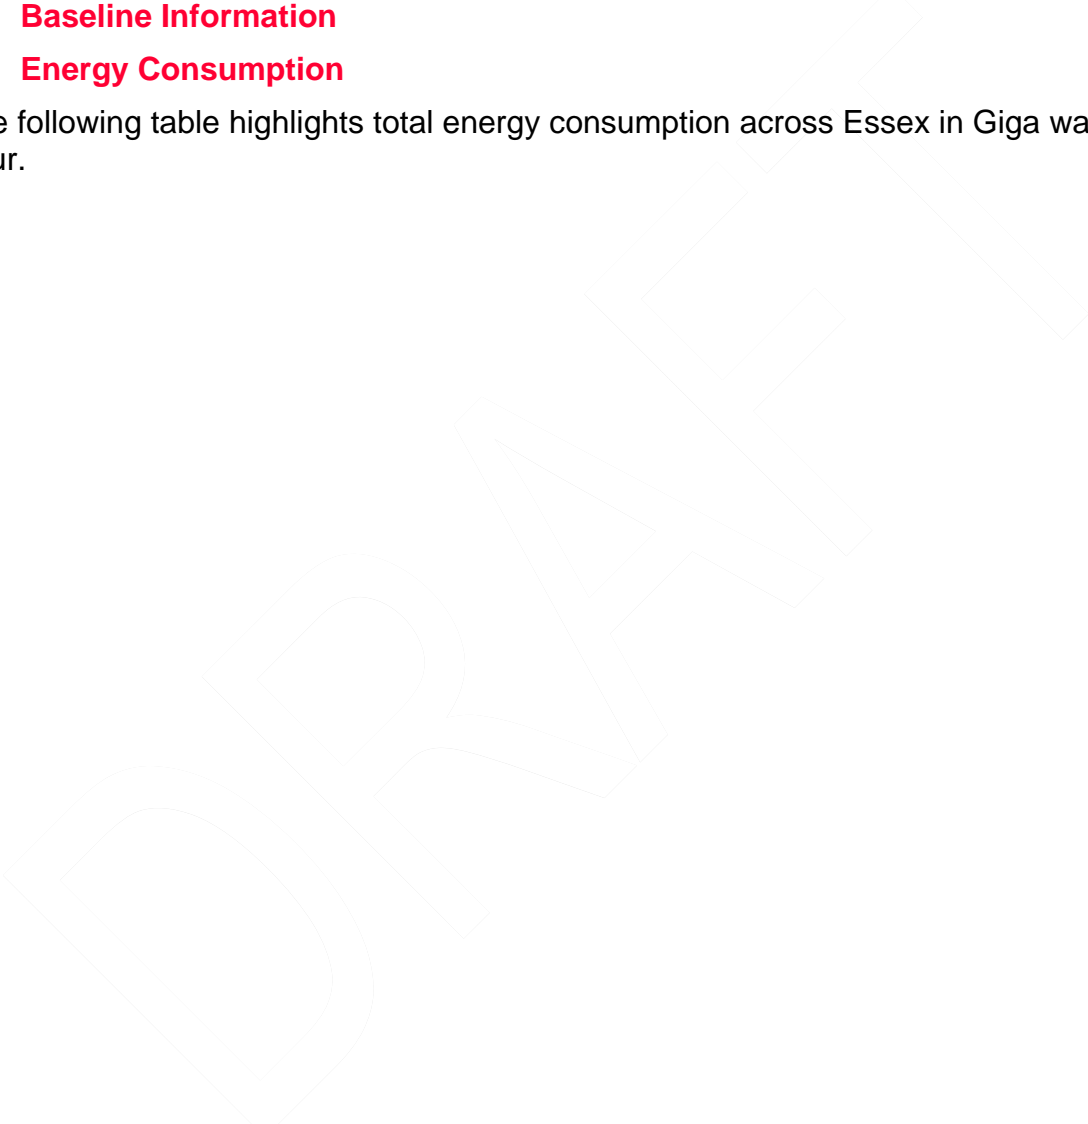 Baseline Information
Energy Consumption
e following table highlights total energy consumption across Essex in Giga wa
ur.
DRAFT